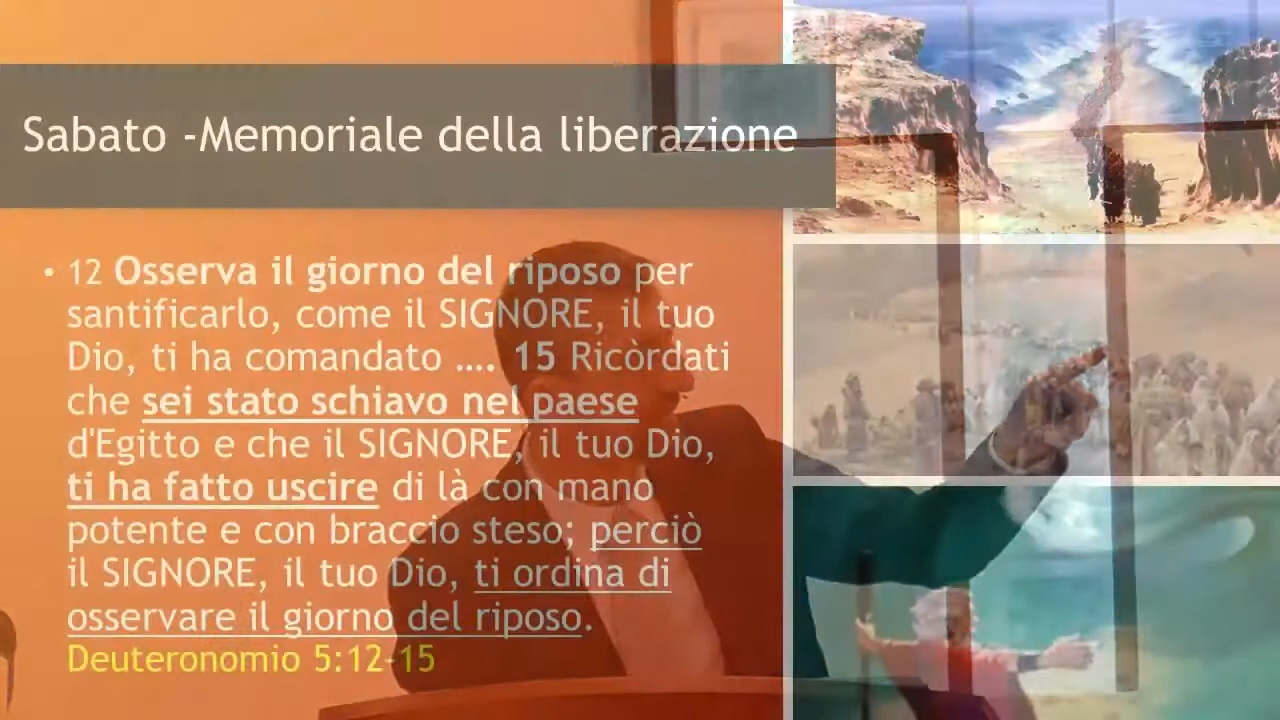 Sabato -Memoriale della liberazione
• 12 Osserva il giorno del riposo per
santificarlo, come il SIGNORE, il tuo
Dio, ti ha comandato …. 15 Ricòrdati
che sei stato schiavo nel paese
d'Egitto e che il SIGNORE, il tuo Dio,
ti ha fatto uscire di là con mano
potente e con braccio steso; perciò
il SIGNORE, il tuo Dio, ti ordina di
osservare il giorno del riposo.
Deuteronomio 5:12-15